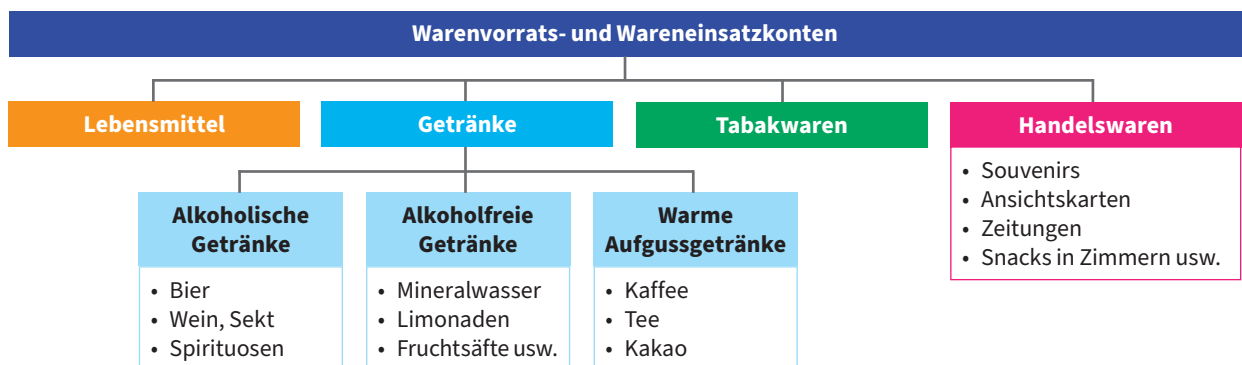 Warenvorrats- und Wareneinsatzkonten
Lebensmittel
Getränke
Tabakwaren
Handelswaren
• Souvenirs
• Ansichtskarten
• Zeitungen
• Snacks in Zimmern usw.
Alkoholische
Getränke
• Bier
• Wein, Sekt
• Spirituosen
Alkoholfreie
Getränke
• Mineralwasser
• Limonaden
• Fruchtsäfte usw.
Warme
Aufgussgetränke
• Kaffee
• Tee
• Kakao